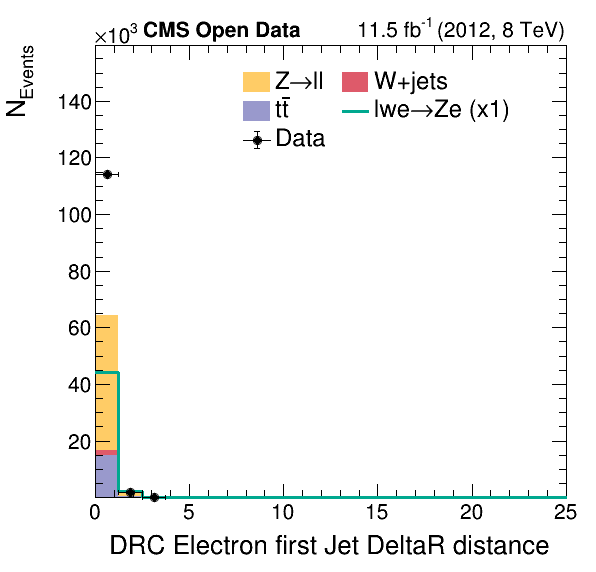 ×10³ CMS Open Data 11.5 fb⁻¹ (2012, 8 TeV)
N_Events
Z→ll W+jets
tt̄ lwe→Ze (x1)
Data
140
120
100
80
60
40
20
0 5 10 15 20 25
DRC Electron first Jet DeltaR distance